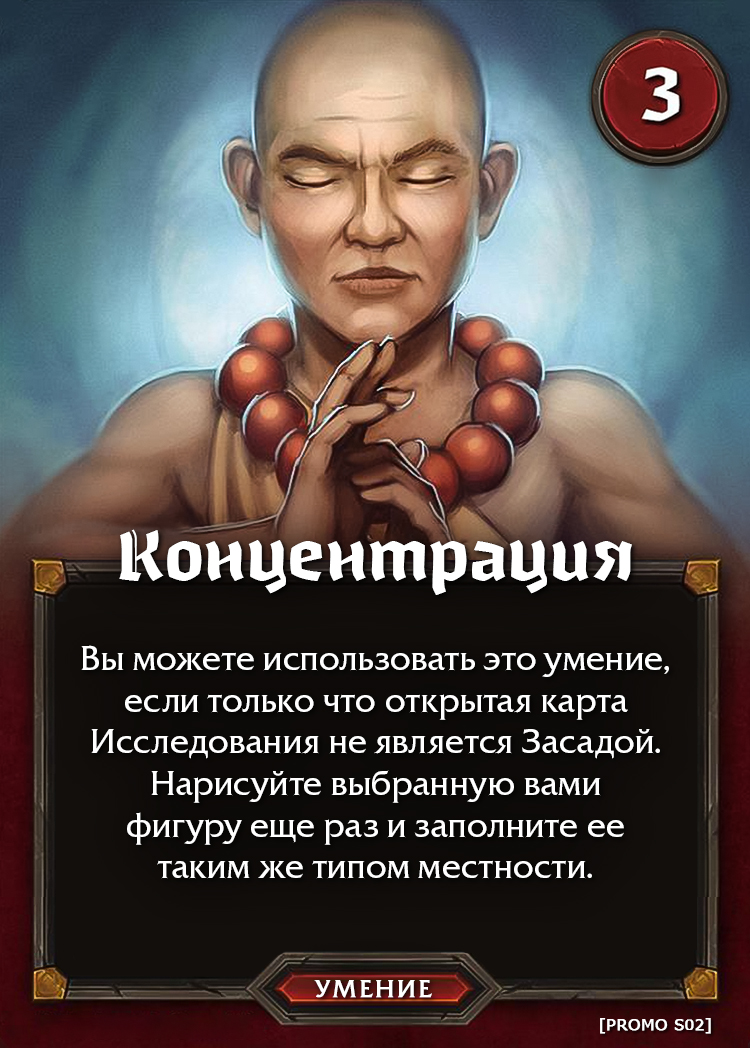 3
Концентрация
Вы можете использовать это умение,
если только что открытая карта
Исследования не является Засадой.
Нарисуйте выбранную вами
фигуру еще раз и заполните ее
таким же типом местности.
УМЕНИЕ
[PROMO S02]